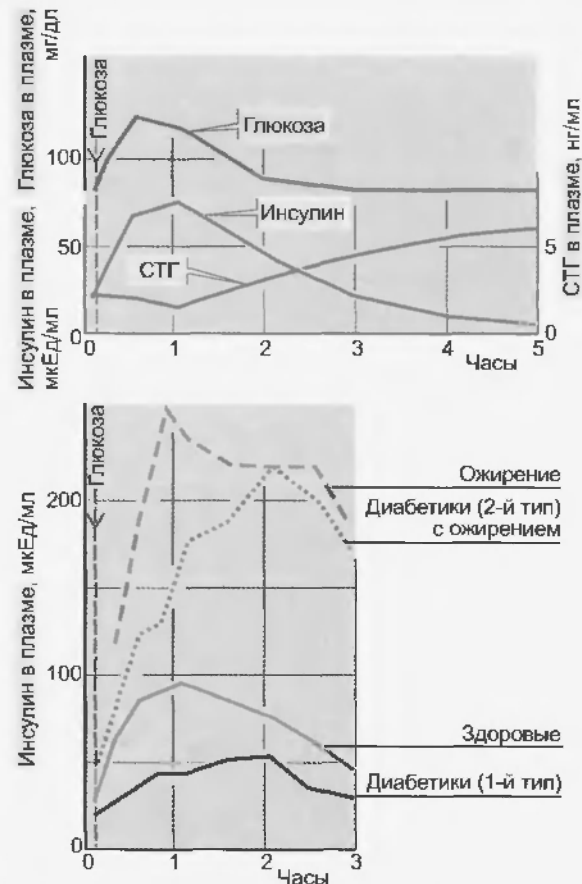 Глюкоза в плазме,
мг/дл
Инсулин в плазме,
мкЕд/мл
100
50
0
Глюкоза
Глюкоза
Инсулин
СТГ
5
0
СТГ в плазме, нг/мл
0
1
2
3
4
5
Часы
Инсулин в плазме, мкЕд/мл
200
100
0
Глюкоза
Ожирение
Диабетики (2-й тип)
с ожирением
Здоровые
Диабетики (1-й тип)
0
1
2
3
Часы